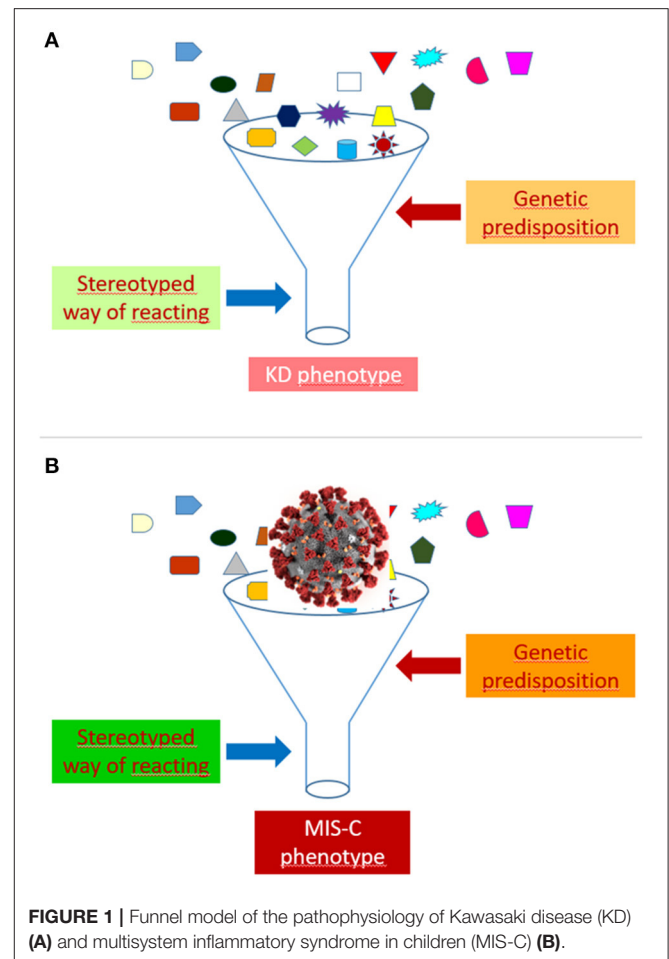 A
Genetic
predisposition
Stereotyped
way of reacting
KD phenotype
B
Genetic
predisposition
Stereotyped
way of reacting
MIS-C
phenotype
FIGURE 1 | Funnel model of the pathophysiology of Kawasaki disease (KD)
(A) and multisystem inflammatory syndrome in children (MIS-C) (B).